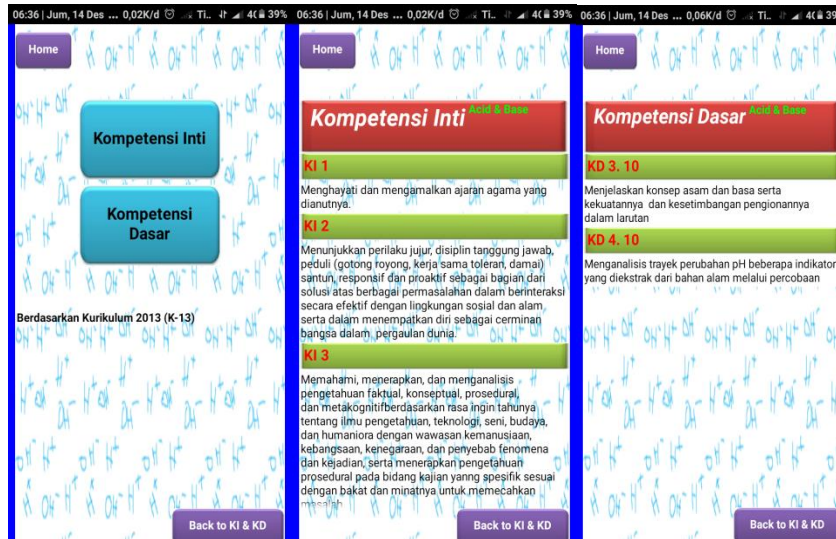 06:36 | Jum, 14 Des ... 0,02K/d Ti.. 4( 39%
Home
Kompetensi Inti
Kompetensi
Dasar
Berdasarkan Kurikulum 2013 (K-13)
Back to KI & KD
06:36 | Jum, 14 Des ... 0,02K/d Ti.. 4( 39%
Home
Kompetensi Inti Acid & Base
KI 1
Menghayati dan mengamalkan ajaran agama yang
dianutnya.
KI 2
Menunjukkan perilaku jujur, disiplin tanggung jawab,
peduli (gotong royong, kerja sama toleran, damai)
santun, responsif dan proaktif sebagai bagian dari
solusi atas berbagai permasalahan dalam berinteraksi
secara efektif dengan lingkungan sosial dan alam
serta dalam menempatkan diri sebagai cerminan
bangsa dalam, pergaulan dunia.
KI 3
Memahami, menerapkan, dan menganalisis
pengetahuan faktual, konseptual, prosedural,
dan metakognitifberdasarkan rasa ingin tahunya
tentang ilmu pengetahuan, teknologi, seni, budaya,
dan humaniora dengan wawasan kemanusiaan,
kebangsaan, kenegaraan, dan penyebab fenomena
dan kejadian, serta menerapkan pengetahuan
prosedural pada bidang kajian yanng spesifik sesuai
dengan bakat dan minatnya untuk memecahkan
masalah
Back to KI & KD
06:36 | Jum, 14 Des ... 0,06K/d Ti.. 4( 39
Home
Kompetensi Dasar Acid & Base
KD 3. 10
Menjelaskan konsep asam dan basa serta
kekuatannya dan kesetimbangan pengionannya
dalam larutan
KD 4. 10
Menganalisis trayek perubahan pH beberapa indikator
yang diekstrak dari bahan alam melalui percobaan
Back to KI & KD